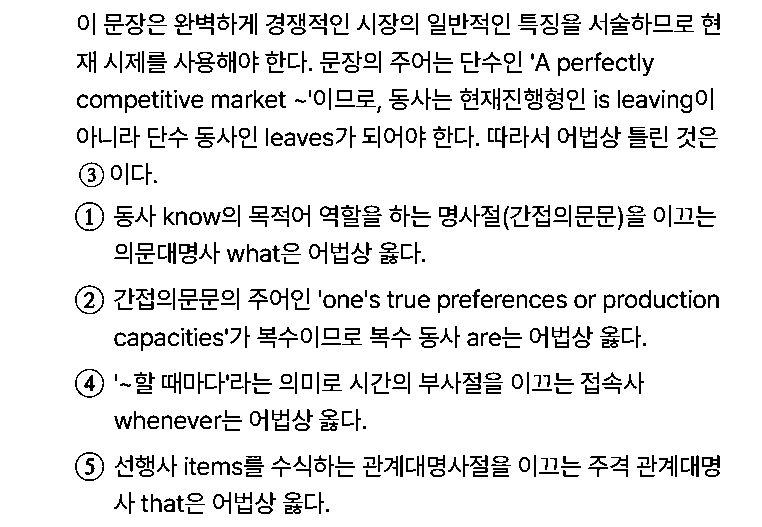 이 문장은 완벽하게 경쟁적인 시장의 일반적인 특징을 서술하므로 현
재 시제를 사용해야 한다. 문장의 주어는 단수인 'A perfectly
competitive market ~'이므로, 동사는 현재진행형인 is leaving이
아니라 단수 동사인 leaves가 되어야 한다. 따라서 어법상 틀린 것은
③이다.
① 동사 know의 목적어 역할을 하는 명사절(간접의문문)을 이끄는
의문대명사 what은 어법상 옳다.
② 간접의문문의 주어인 'one's true preferences or production
capacities'가 복수이므로 복수 동사 are는 어법상 옳다.
④ '~할 때마다'라는 의미로 시간의 부사절을 이끄는 접속사
whenever는 어법상 옳다.
⑤ 선행사 items를 수식하는 관계대명사절을 이끄는 주격 관계대명
사 that은 어법상 옳다.